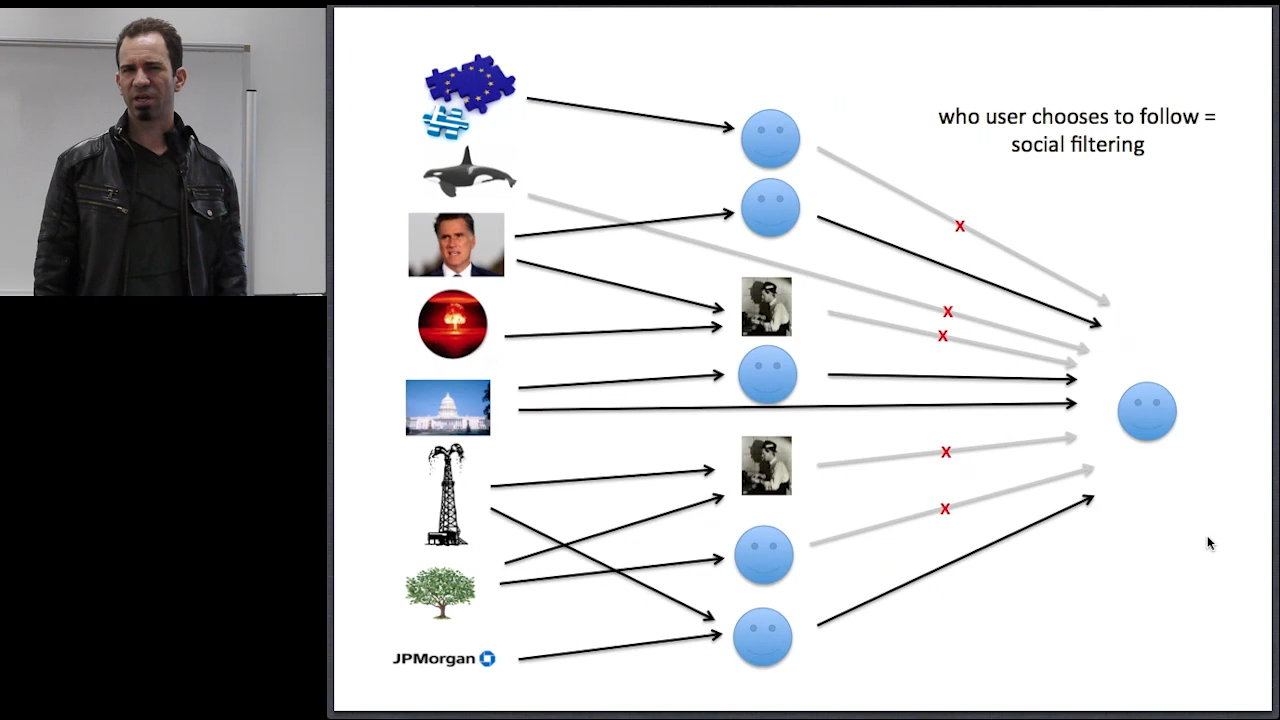 who user chooses to follow =
social filtering
X
X
X
X
X
JPMorgan